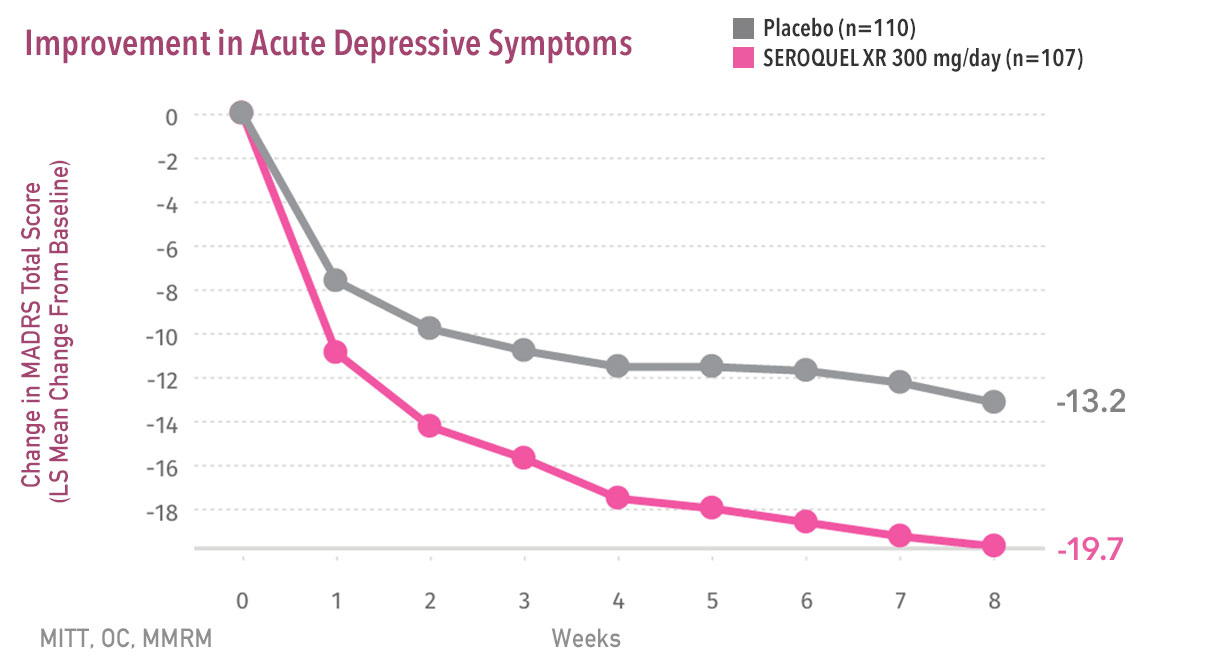 Improvement in Acute Depressive Symptoms
Placebo (n=110)
SEROQUEL XR 300 mg/day (n=107)
Change in MADRS Total Score
(LS Mean Change From Baseline)
0
-2
-4
-6
-8
-10
-12
-14
-16
-18
-13.2
-19.7
0 1 2 3 4 5 6 7 8
MITT, OC, MMRM
Weeks